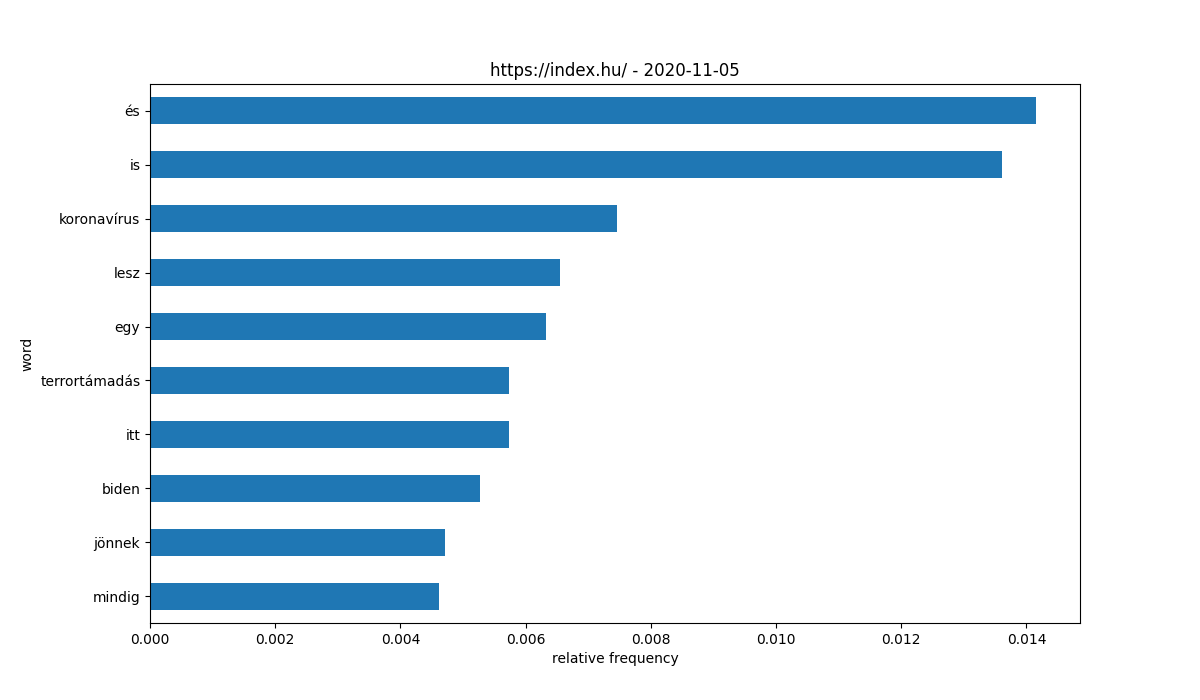 https://index.hu/ - 2020-11-05
és
is
koronavírus
lesz
egy
word
terrortámadás
itt
biden
jönnek
mindig
0.000 0.002 0.004 0.006 0.008 0.010 0.012 0.014
relative frequency